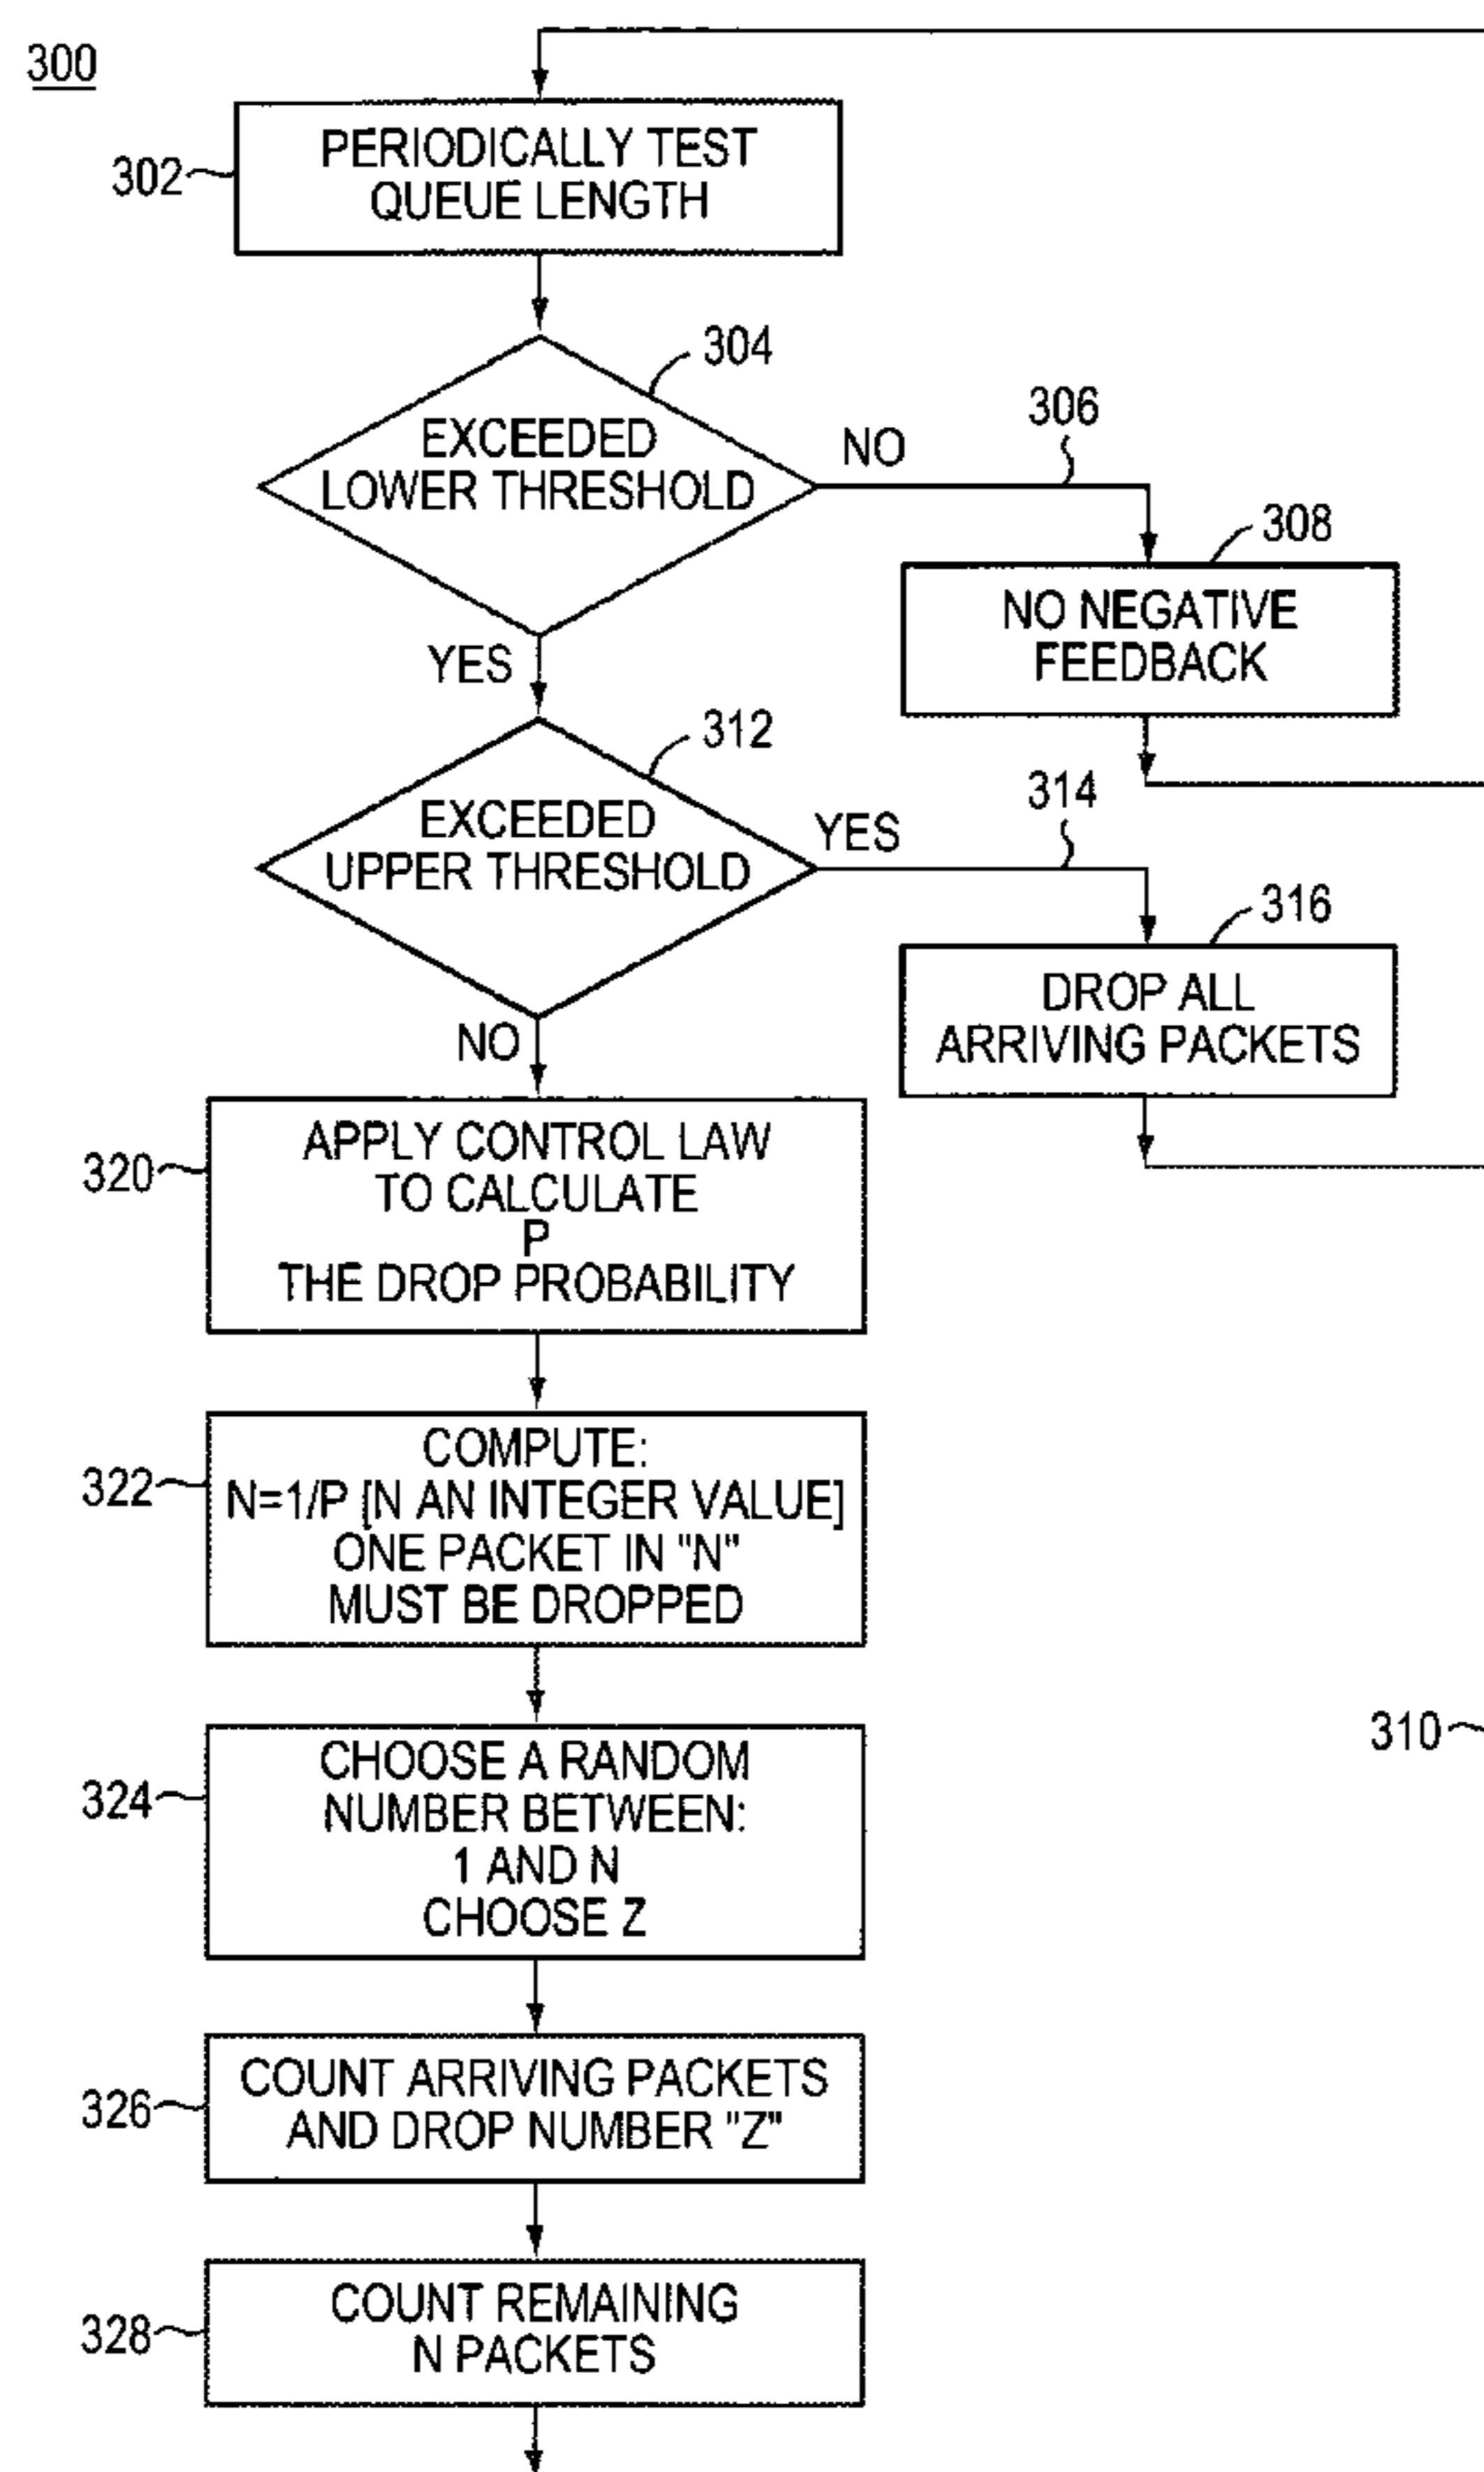 300
302
PERIODICALLY TEST
QUEUE LENGTH
304
EXCEEDED
LOWER THRESHOLD
NO
306
308
NO NEGATIVE
FEEDBACK
YES
312
EXCEEDED
UPPER THRESHOLD
YES
314
316
DROP ALL
ARRIVING PACKETS
NO
320
APPLY CONTROL LAW
TO CALCULATE
P
THE DROP PROBABILITY
322
COMPUTE:
N=1/P [N AN INTEGER VALUE]
ONE PACKET IN "N"
MUST BE DROPPED
310
324
CHOOSE A RANDOM
NUMBER BETWEEN:
1 AND N
CHOOSE Z
326
COUNT ARRIVING PACKETS
AND DROP NUMBER "Z"
328
COUNT REMAINING
N PACKETS